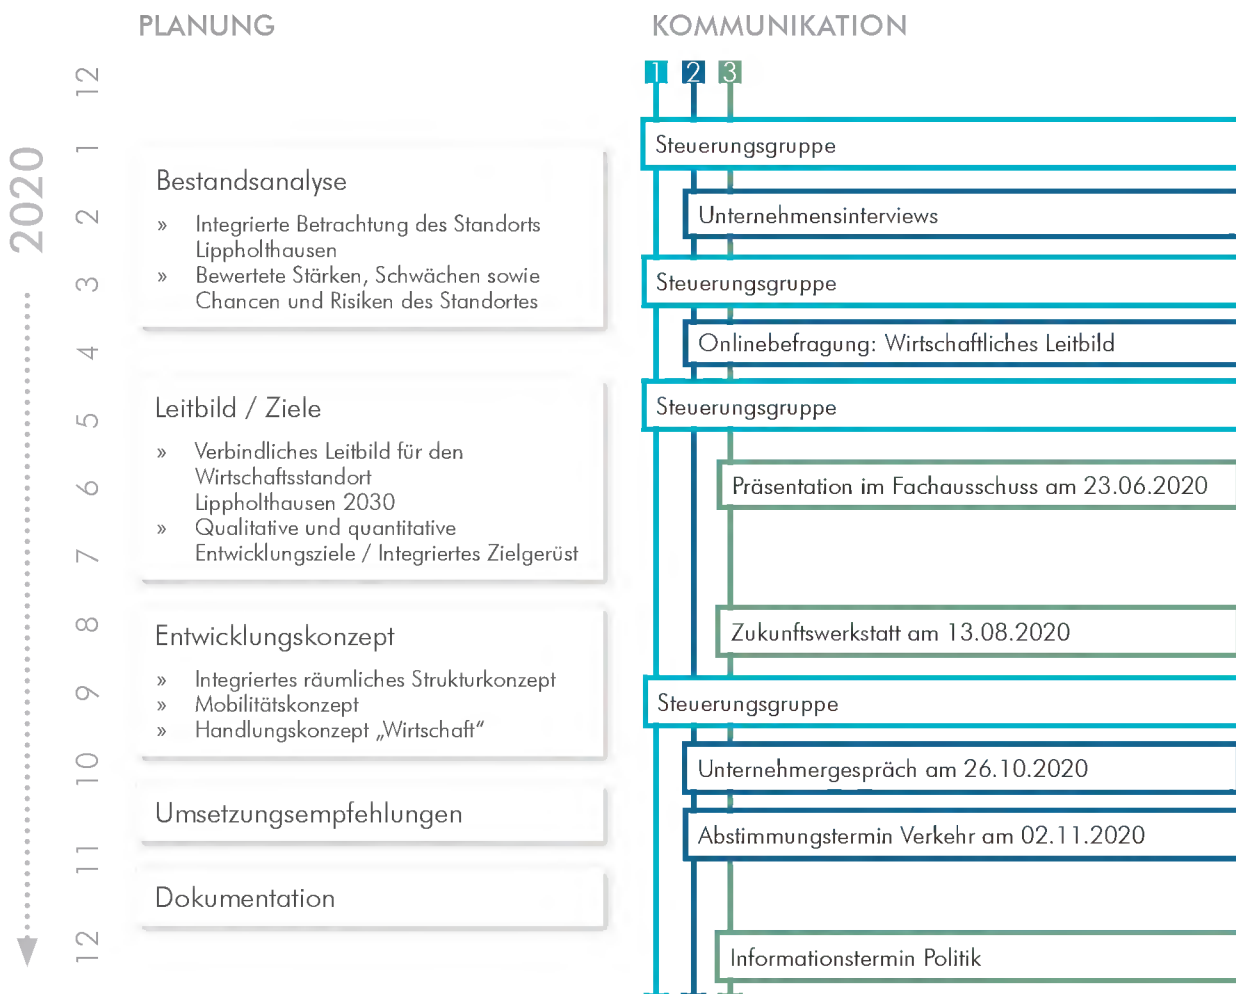 PLANUNG
KOMMUNIKATION
2020
12
1
2
3
4
5
6
7
8
9
10
11
12
Bestandsanalyse
» Integrierte Betrachtung des Standorts
Lippholthausen
» Bewertete Stärken, Schwächen sowie
Chancen und Risiken des Standortes
Leitbild / Ziele
» Verbindliches Leitbild für den
Wirtschaftsstandort
Lippholthausen 2030
» Qualitative und quantitative
Entwicklungsziele / Integriertes Zielgerüst
Entwicklungskonzept
» Integriertes räumliches Strukturkonzept
» Mobilitätskonzept
» Handlungskonzept „Wirtschaft“
Umsetzungsempfehlungen
Dokumentation
1 2 3
Steuerungsgruppe
Unternehmensinterviews
Steuerungsgruppe
Onlinebefragung: Wirtschaftliches Leitbild
Steuerungsgruppe
Präsentation im Fachausschuss am 23.06.2020
Zukunftswerkstatt am 13.08.2020
Steuerungsgruppe
Unternehmergespräch am 26.10.2020
Abstimmungstermin Verkehr am 02.11.2020
Informationstermin Politik